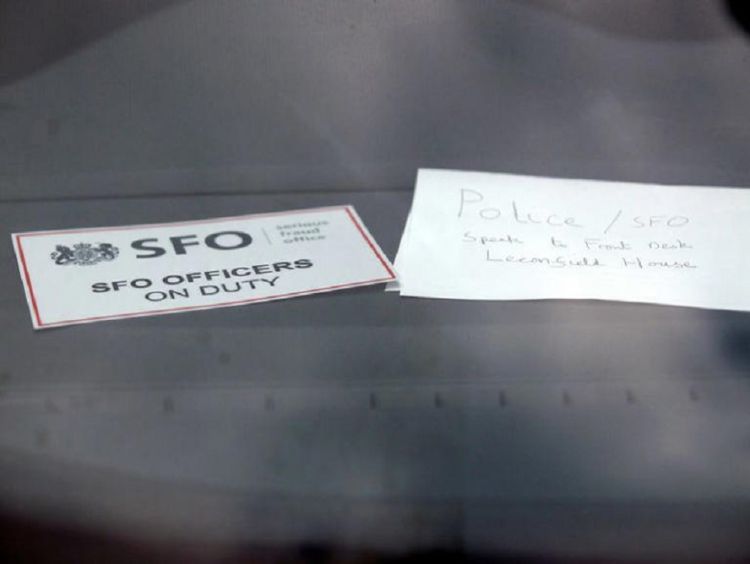 SFO
serious
fraud
office
SFO OFFICERS
ON DUTY
Police / SFO
Speak to Front Desk
Leconfield House